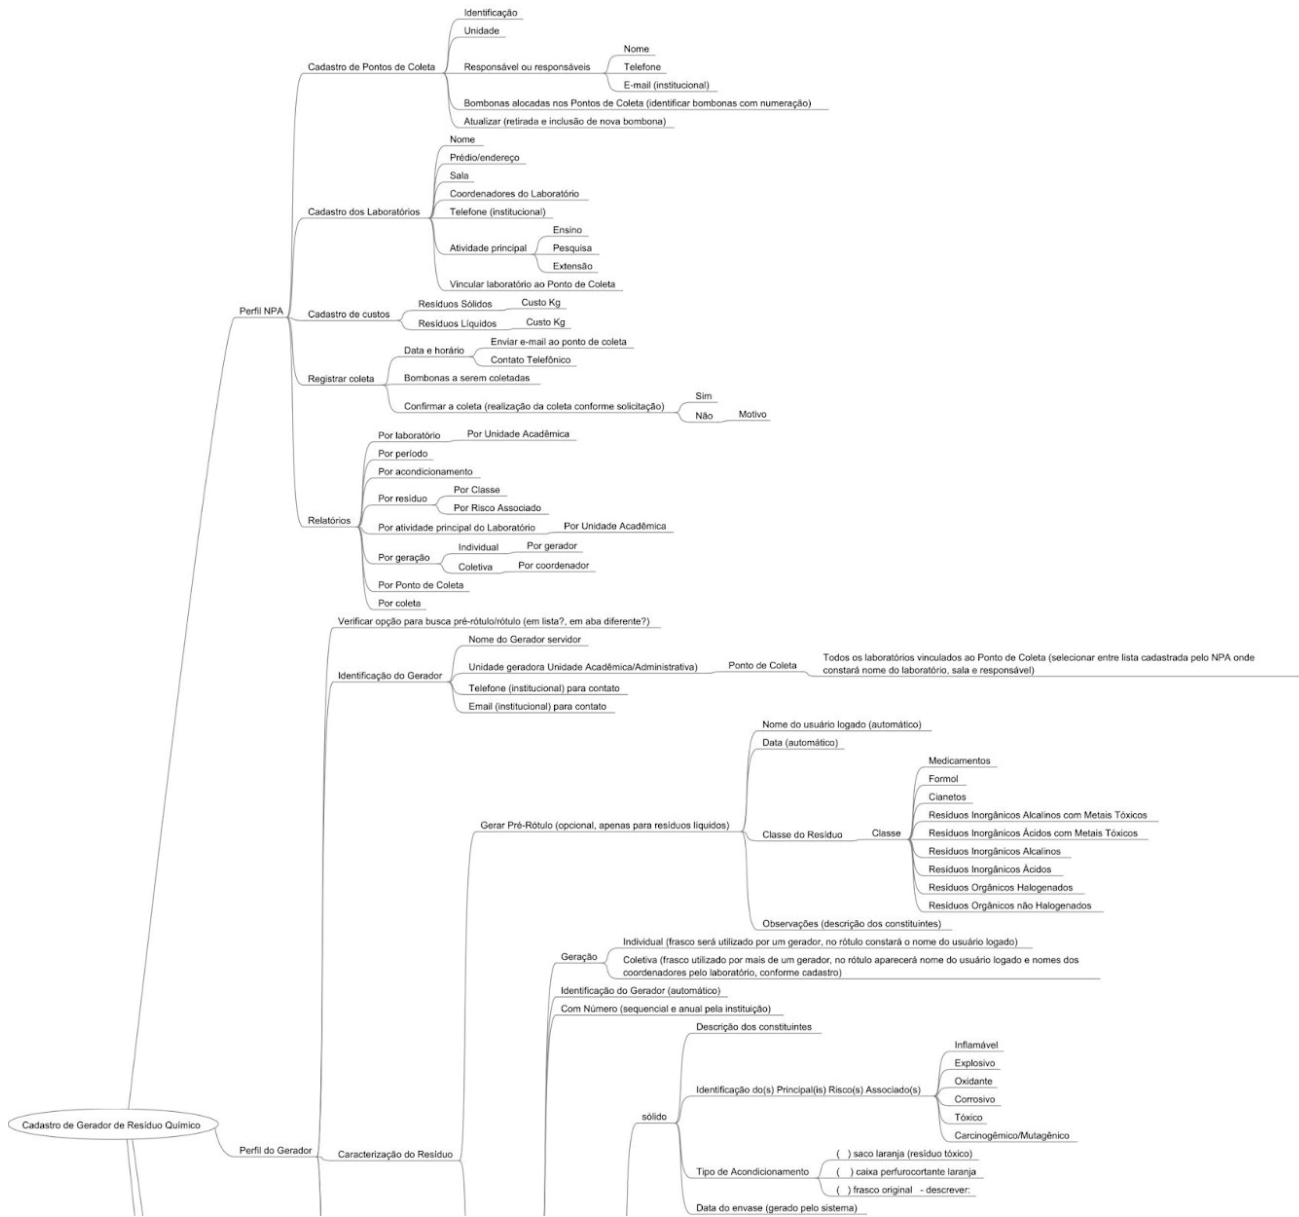 Identificação
Unidade
Cadastro de Pontos de Coleta
Responsável ou responsáveis
Nome
Telefone
E-mail (institucional)
Bombonas alocadas nos Pontos de Coleta (identificar bombonas com numeração)
Atualizar (retirada e inclusão de nova bombona)
Nome
Prédio/endereço
Sala
Coordenadores do Laboratório
Cadastro dos Laboratórios
Telefone (institucional)
Atividade principal
Ensino
Pesquisa
Extensão
Vincular laboratório ao Ponto de Coleta
Perfil NPA
Cadastro de custos
Resíduos Sólidos
Custo Kg
Resíduos Líquidos
Custo Kg
Registrar coleta
Data e horário
Enviar e-mail ao ponto de coleta
Contato Telefônico
Bombonas a serem coletadas
Confirmar a coleta (realização da coleta conforme solicitação)
Sim
Não
Motivo
Relatórios
Por laboratório
Por Unidade Acadêmica
Por período
Por acondicionamento
Por resíduo
Por Classe
Por Risco Associado
Por atividade principal do Laboratório
Por Unidade Acadêmica
Por geração
Individual
Por gerador
Coletiva
Por coordenador
Por Ponto de Coleta
Por coleta
Verificar opção para busca pré-rótulo/rótulo (em lista?, em aba diferente?)
Identificação do Gerador
Nome do Gerador servidor
Unidade geradora Unidade Acadêmica/Administrativa)
Ponto de Coleta
Todos os laboratórios vinculados ao Ponto de Coleta (selecionar entre lista cadastrada pelo NPA onde
constará nome do laboratório, sala e responsável)
Telefone (institucional) para contato
Email (institucional) para contato
Gerar Pré-Rótulo (opcional, apenas para resíduos líquidos)
Nome do usuário logado (automático)
Data (automático)
Classe do Resíduo
Classe
Medicamentos
Formol
Cianetos
Resíduos Inorgânicos Alcalinos com Metais Tóxicos
Resíduos Inorgânicos Ácidos com Metais Tóxicos
Resíduos Inorgânicos Alcalinos
Resíduos Inorgânicos Ácidos
Resíduos Orgânicos Halogenados
Resíduos Orgânicos não Halogenados
Observações (descrição dos constituintes)
Geração
Individual (frasco será utilizado por um gerador, no rótulo constará o nome do usuário logado)
Coletiva (frasco utilizado por mais de um gerador, no rótulo aparecerá nome do usuário logado e nomes dos
coordenadores pelo laboratório, conforme cadastro)
Identificação do Gerador (automático)
Com Número (sequencial e anual pela instituição)
sólido
Descrição dos constituintes
Identificação do(s) Principal(is) Risco(s) Associado(s)
Inflamável
Explosivo
Oxidante
Corrosivo
Tóxico
Carcinogêmico/Mutagênico
Tipo de Acondicionamento
( ) saco laranja (resíduo tóxico)
( ) caixa perfurocortante laranja
( ) frasco original - descrever:
Data do envase (gerado pelo sistema)
Cadastro de Gerador de Resíduo Químico
Perfil do Gerador
Caracterização do Resíduo